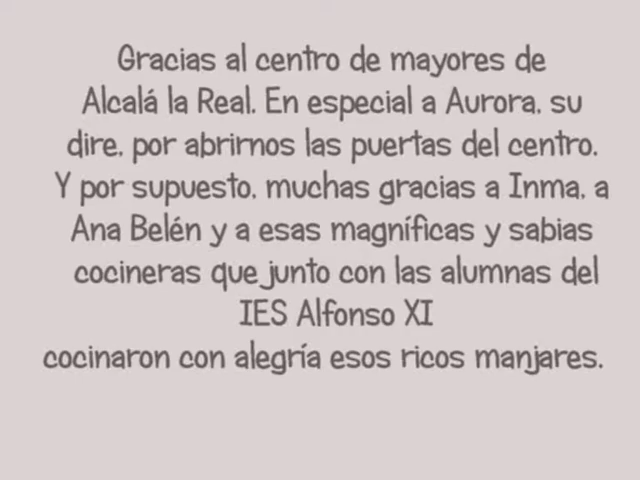 Gracias al centro de mayores de
Alcalá la Real. En especial a Aurora, su
dire, por abrirnos las puertas del centro.
Y por supuesto, muchas gracias a Inma, a
Ana Belén y a esas magníficas y sabias
cocineras que junto con las alumnas del
IES Alfonso XI
cocinaron con alegría esos ricos manjares.